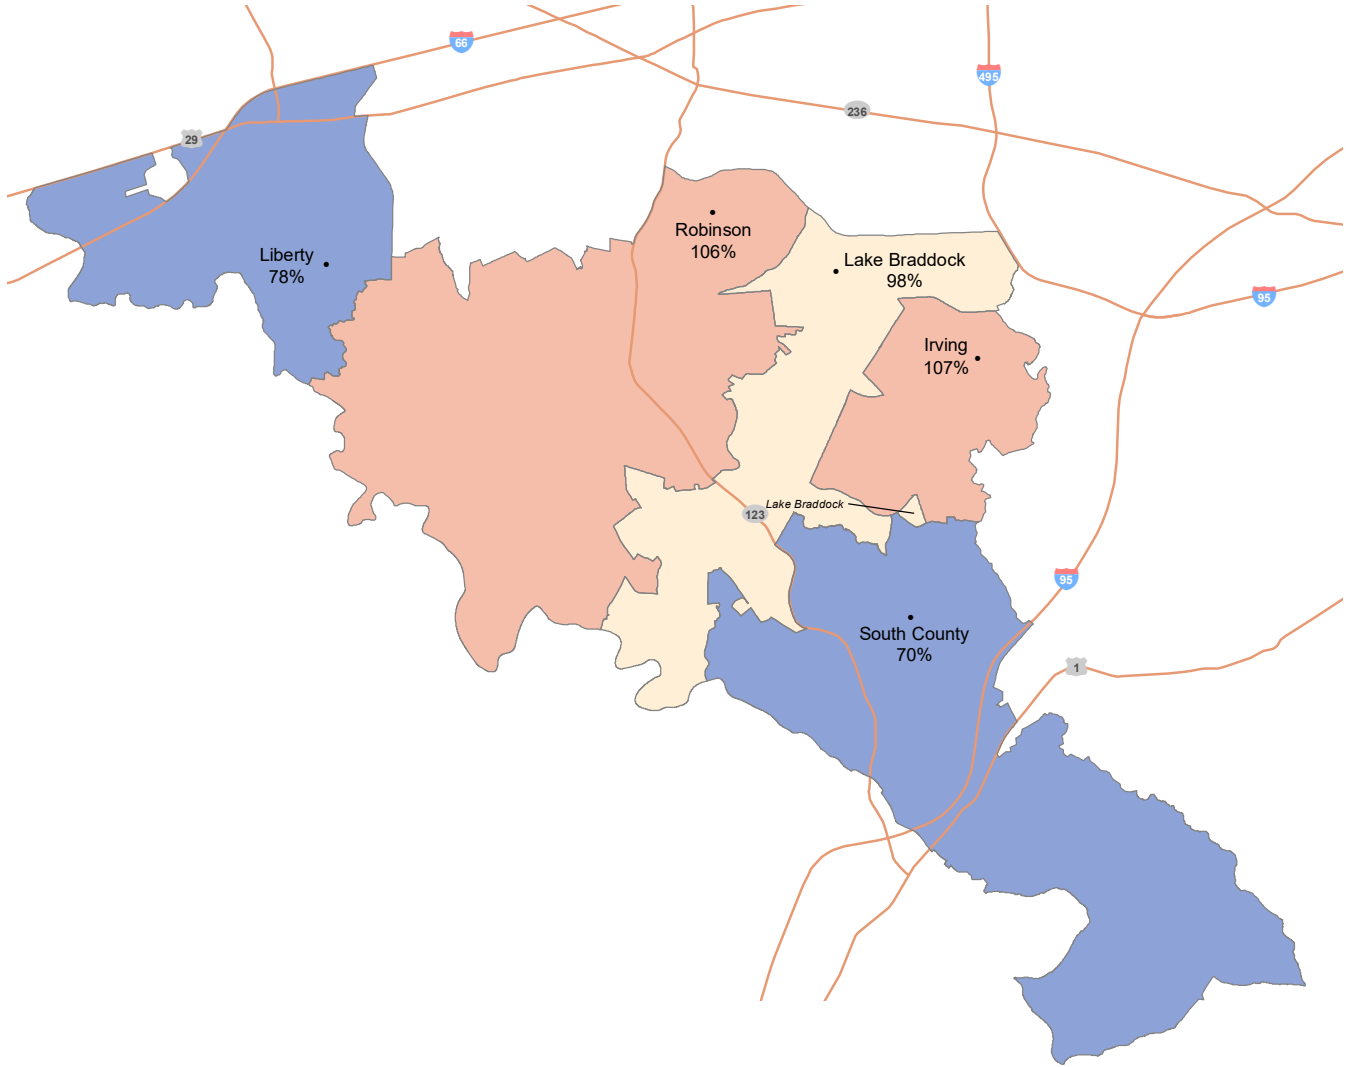 66
495
236
29
Robinson
106%
Liberty
78%
Lake Braddock
98%
95
Irving
107%
Lake Braddock
123
95
South County
70%
1